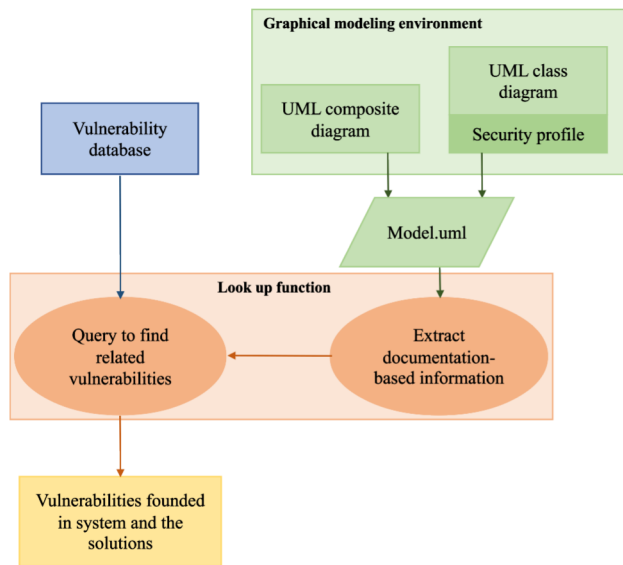 Graphical modeling environment
UML composite
diagram
UML class
diagram
Security profile
Vulnerability
database
Model.uml
Look up function
Query to find
related
vulnerabilities
Extract
documentation-
based information
Vulnerabilities founded
in system and the
solutions